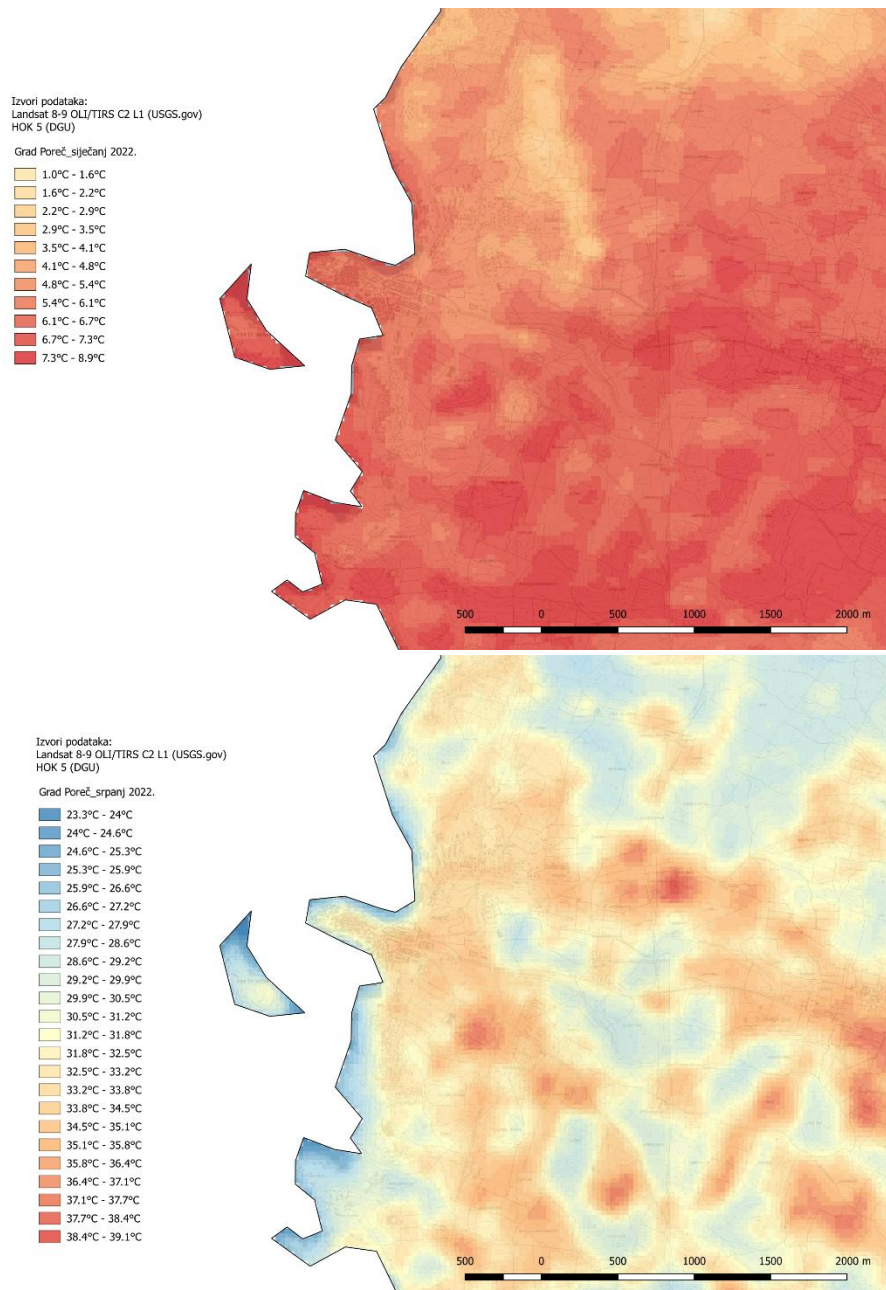 Izvori podataka:
Landsat 8-9 OLI/TIRS C2 L1 (USGS.gov)
HOK 5 (DGU)
Grad Poreč_siječanj 2022.
1.0°C - 1.6°C
1.6°C - 2.2°C
2.2°C - 2.9°C
2.9°C - 3.5°C
3.5°C - 4.1°C
4.1°C - 4.8°C
4.8°C - 5.4°C
5.4°C - 6.1°C
6.1°C - 6.7°C
6.7°C - 7.3°C
7.3°C - 8.9°C
500 0 500 1000 2000 m
Izvori podataka:
Landsat 8-9 OLI/TIRS C2 L1 (USGS.gov)
HOK 5 (DGU)
Grad Poreč_srpanj 2022.
23.3°C - 24°C
24°C - 24.6°C
24.6°C - 25.3°C
25.3°C - 25.9°C
25.9°C - 26.6°C
26.6°C - 27.2°C
27.2°C - 27.9°C
27.9°C - 28.6°C
28.6°C - 29.2°C
29.2°C - 29.9°C
29.9°C - 30.5°C
30.5°C - 31.2°C
31.2°C - 31.8°C
31.8°C - 32.5°C
32.5°C - 33.2°C
33.2°C - 33.8°C
33.8°C - 34.5°C
34.5°C - 35.1°C
35.1°C - 35.8°C
35.8°C - 36.4°C
36.4°C - 37.1°C
37.1°C - 37.7°C
37.7°C - 38.4°C
38.4°C - 39.1°C
500 0 500 1000 2000 m